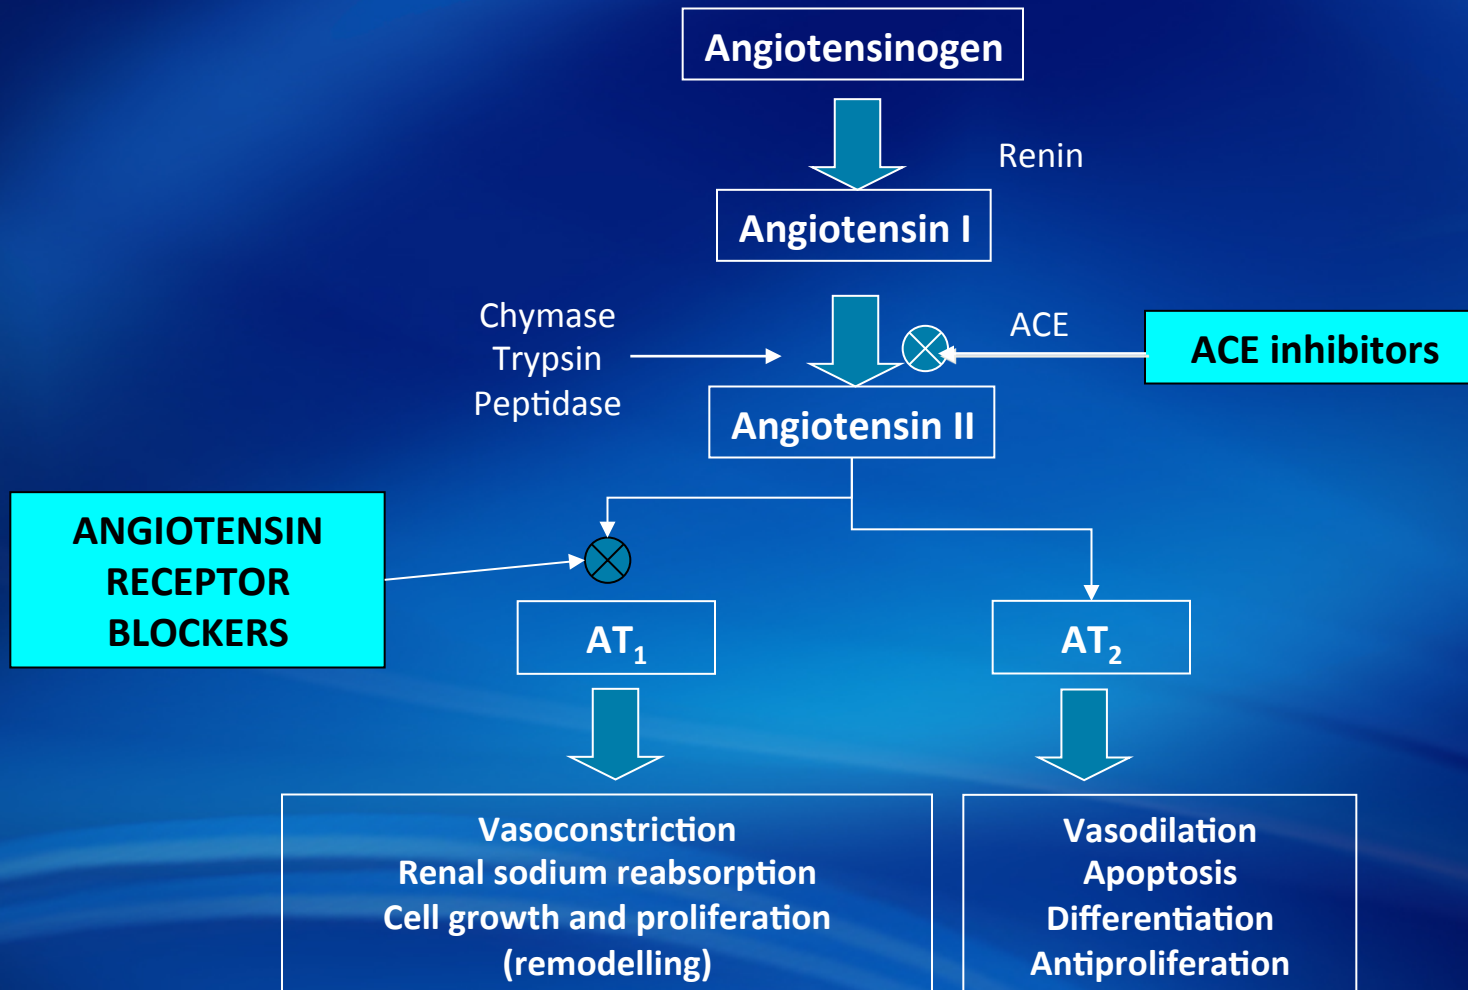 Angiotensinogen
Renin
Angiotensin I
Chymase
Trypsin
Peptidase
ACE
ACE inhibitors
Angiotensin II
ANGIOTENSIN
RECEPTOR
BLOCKERS
AT₁
AT₂
Vasoconstriction
Renal sodium reabsorption
Cell growth and proliferation
(remodelling)
Vasodilation
Apoptosis
Differentiation
Antiproliferation